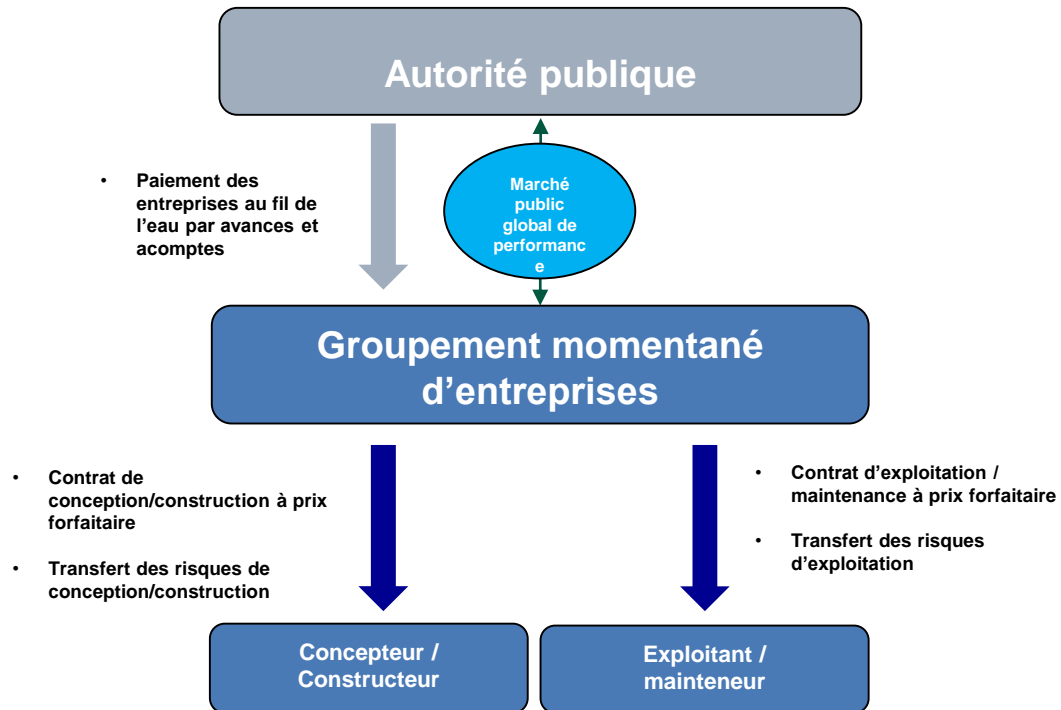 Autorité publique
• Paiement des
entreprises au fil de
l'eau par avances et
acomptes
Marché
public
global de
performanc
e
Groupement momentané
d'entreprises
• Contrat de
conception/construction à prix
forfaitaire
• Transfert des risques de
conception/construction
• Contrat d'exploitation /
maintenance à prix forfaitaire
• Transfert des risques
d'exploitation
Concepteur /
Constructeur
Exploitant /
mainteneur